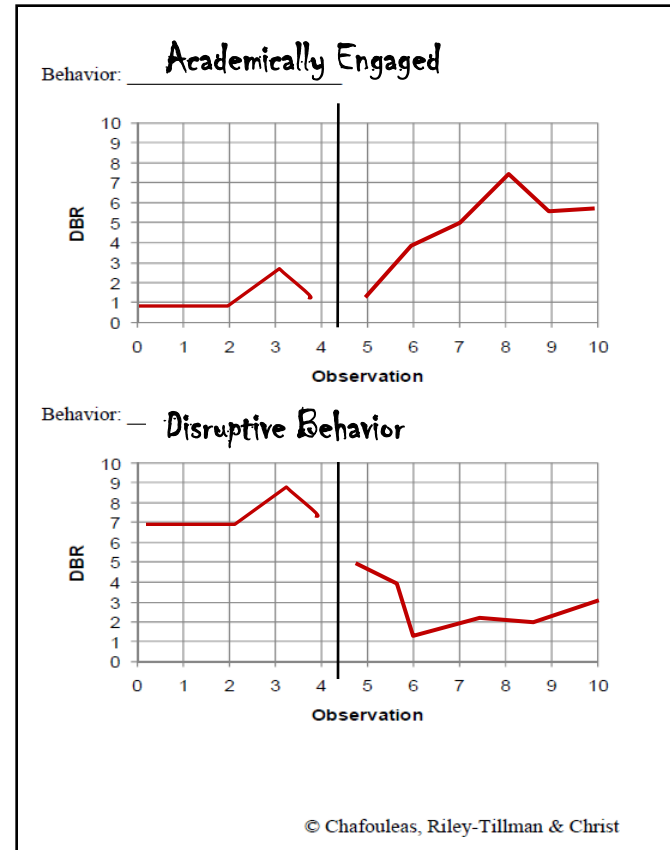 Behavior: Academically Engaged
10
9
8
7
6
5
4
3
2
1
0
DBR
0 1 2 3 4 5 6 7 8 9 10
Observation
Behavior: Disruptive Behavior
10
9
8
7
6
5
4
3
2
1
0
DBR
0 1 2 3 4 5 6 7 8 9 10
Observation
© Chafouleas, Riley-Tillman & Christ